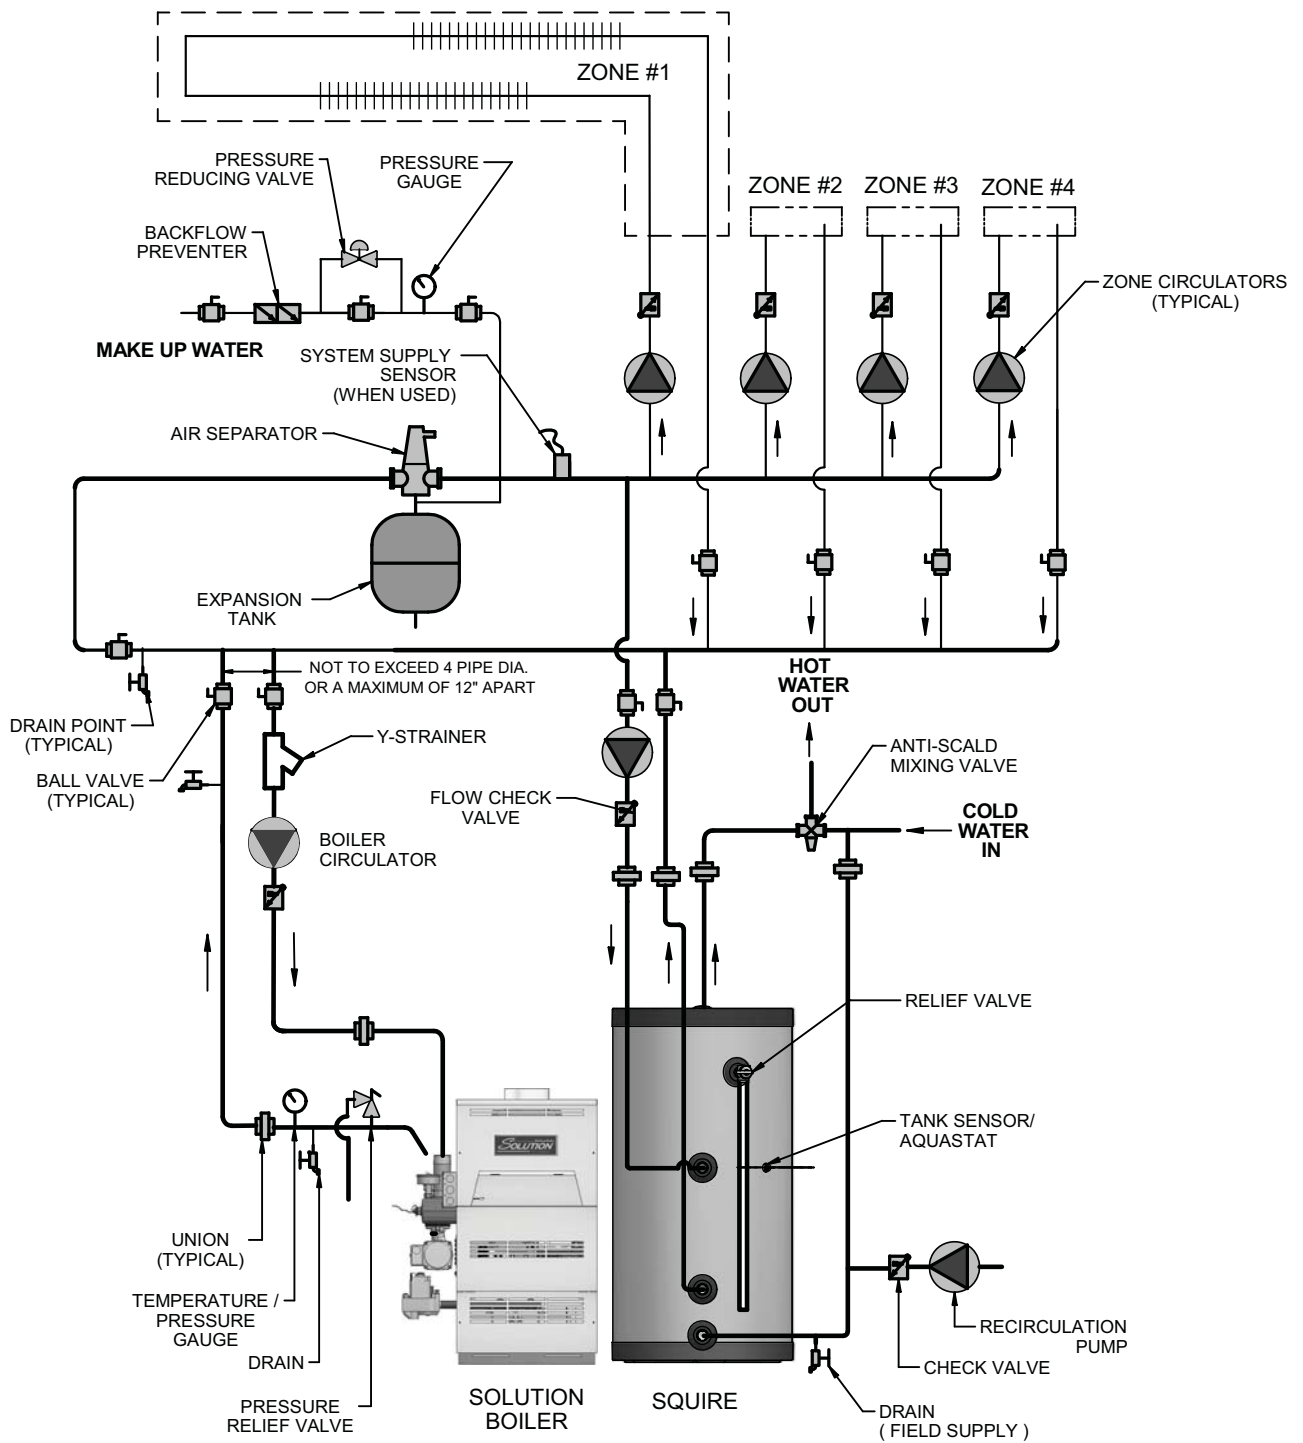 ZONE #1
PRESSURE
REDUCING VALVE
PRESSURE
GAUGE
ZONE #2
ZONE #3
ZONE #4
BACKFLOW
PREVENTER
ZONE CIRCULATORS
(TYPICAL)
MAKE UP WATER
SYSTEM SUPPLY
SENSOR
(WHEN USED)
AIR SEPARATOR
EXPANSION
TANK
NOT TO EXCEED 4 PIPE DIA.
OR A MAXIMUM OF 12" APART
HOT
WATER
OUT
DRAIN POINT
(TYPICAL)
Y-STRAINER
ANTI-SCALD
MIXING VALVE
BALL VALVE
(TYPICAL)
FLOW CHECK
VALVE
COLD
WATER
IN
BOILER
CIRCULATOR
RELIEF VALVE
TANK SENSOR/
AQUASTAT
SOLUTION
UNION
(TYPICAL)
TEMPERATURE /
PRESSURE
GAUGE
DRAIN
PRESSURE
RELIEF VALVE
SOLUTION
BOILER
SQUIRE
RECIRCULATION
PUMP
CHECK VALVE
DRAIN
( FIELD SUPPLY )